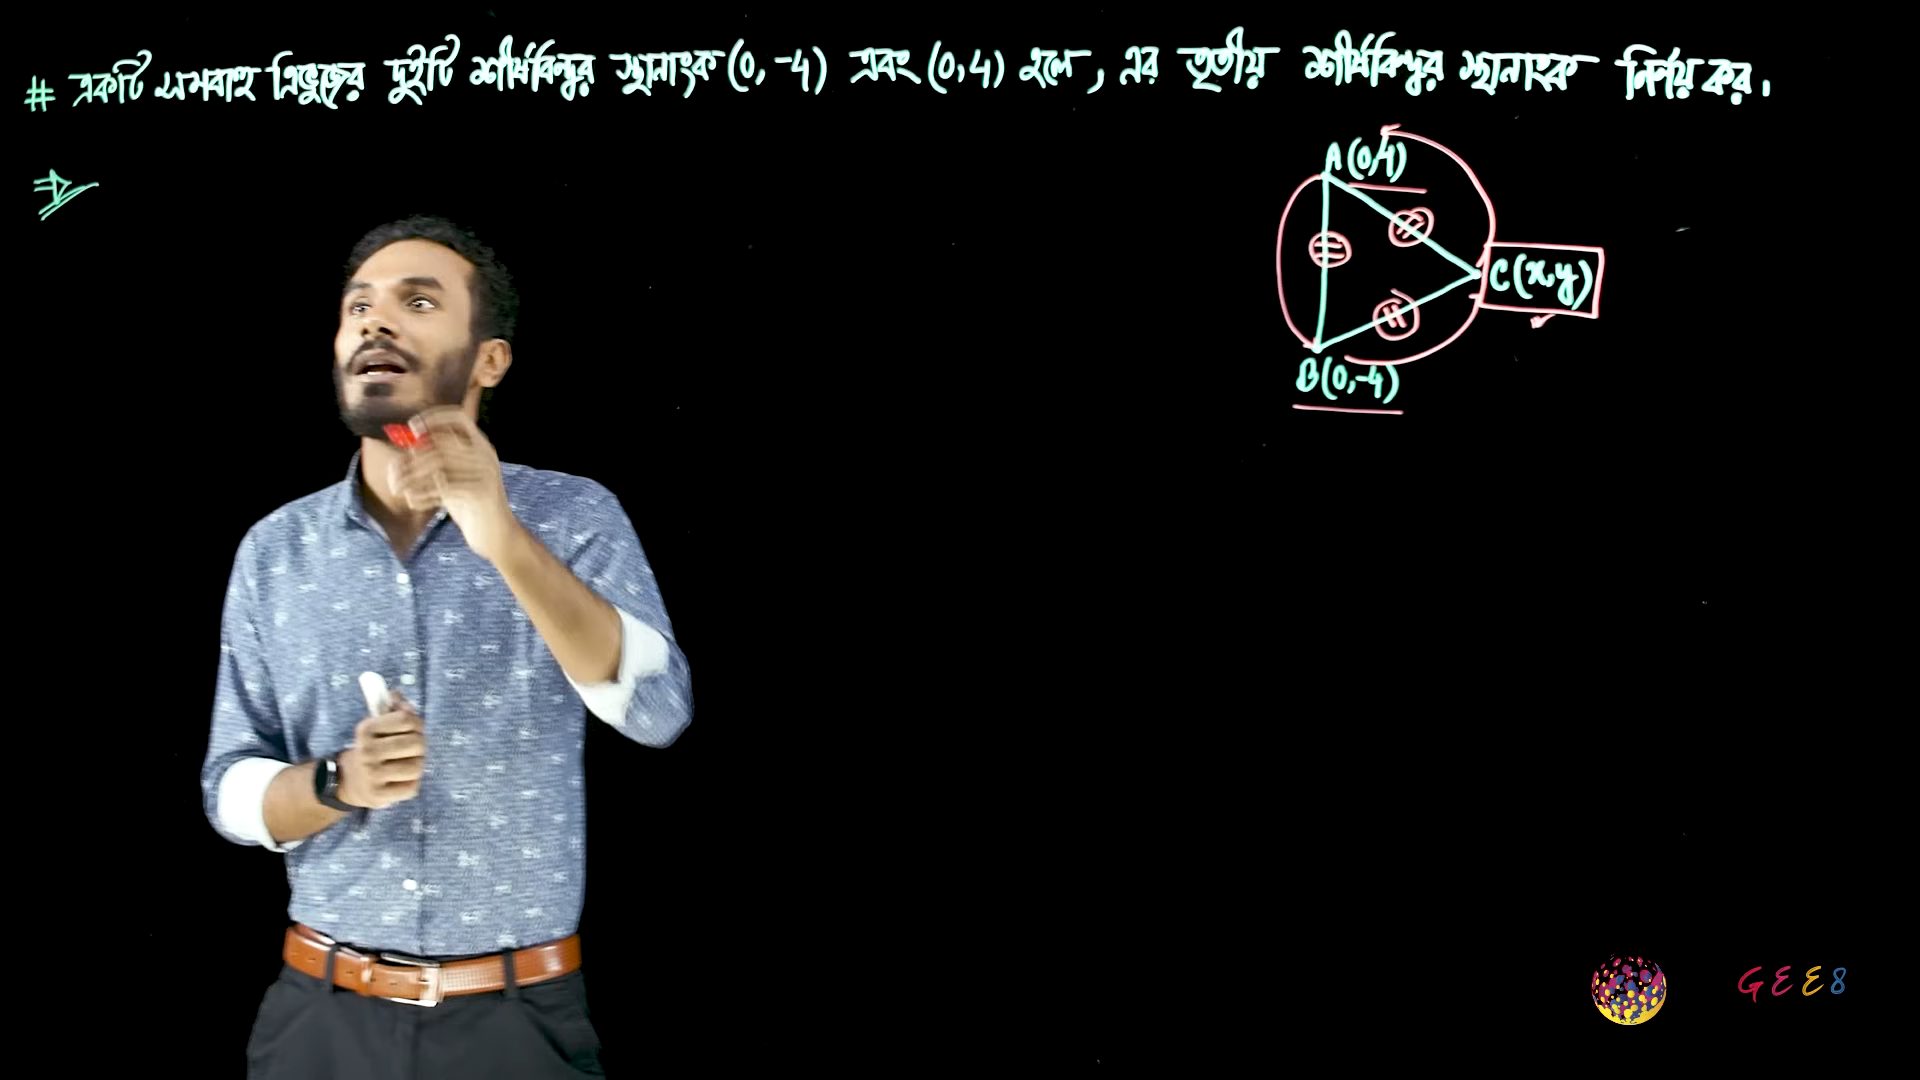 # একটি সমবাহু ত্রিভুজের দুইটি শীর্ষবিন্দুর স্থানাংক (0, -4) এবং (0, 4) হলে, এর তৃতীয় শীর্ষবিন্দুর স্থানাংক নির্ণয় কর।
A (0,4)
C (x,y)
B (0,-4)
GEE8